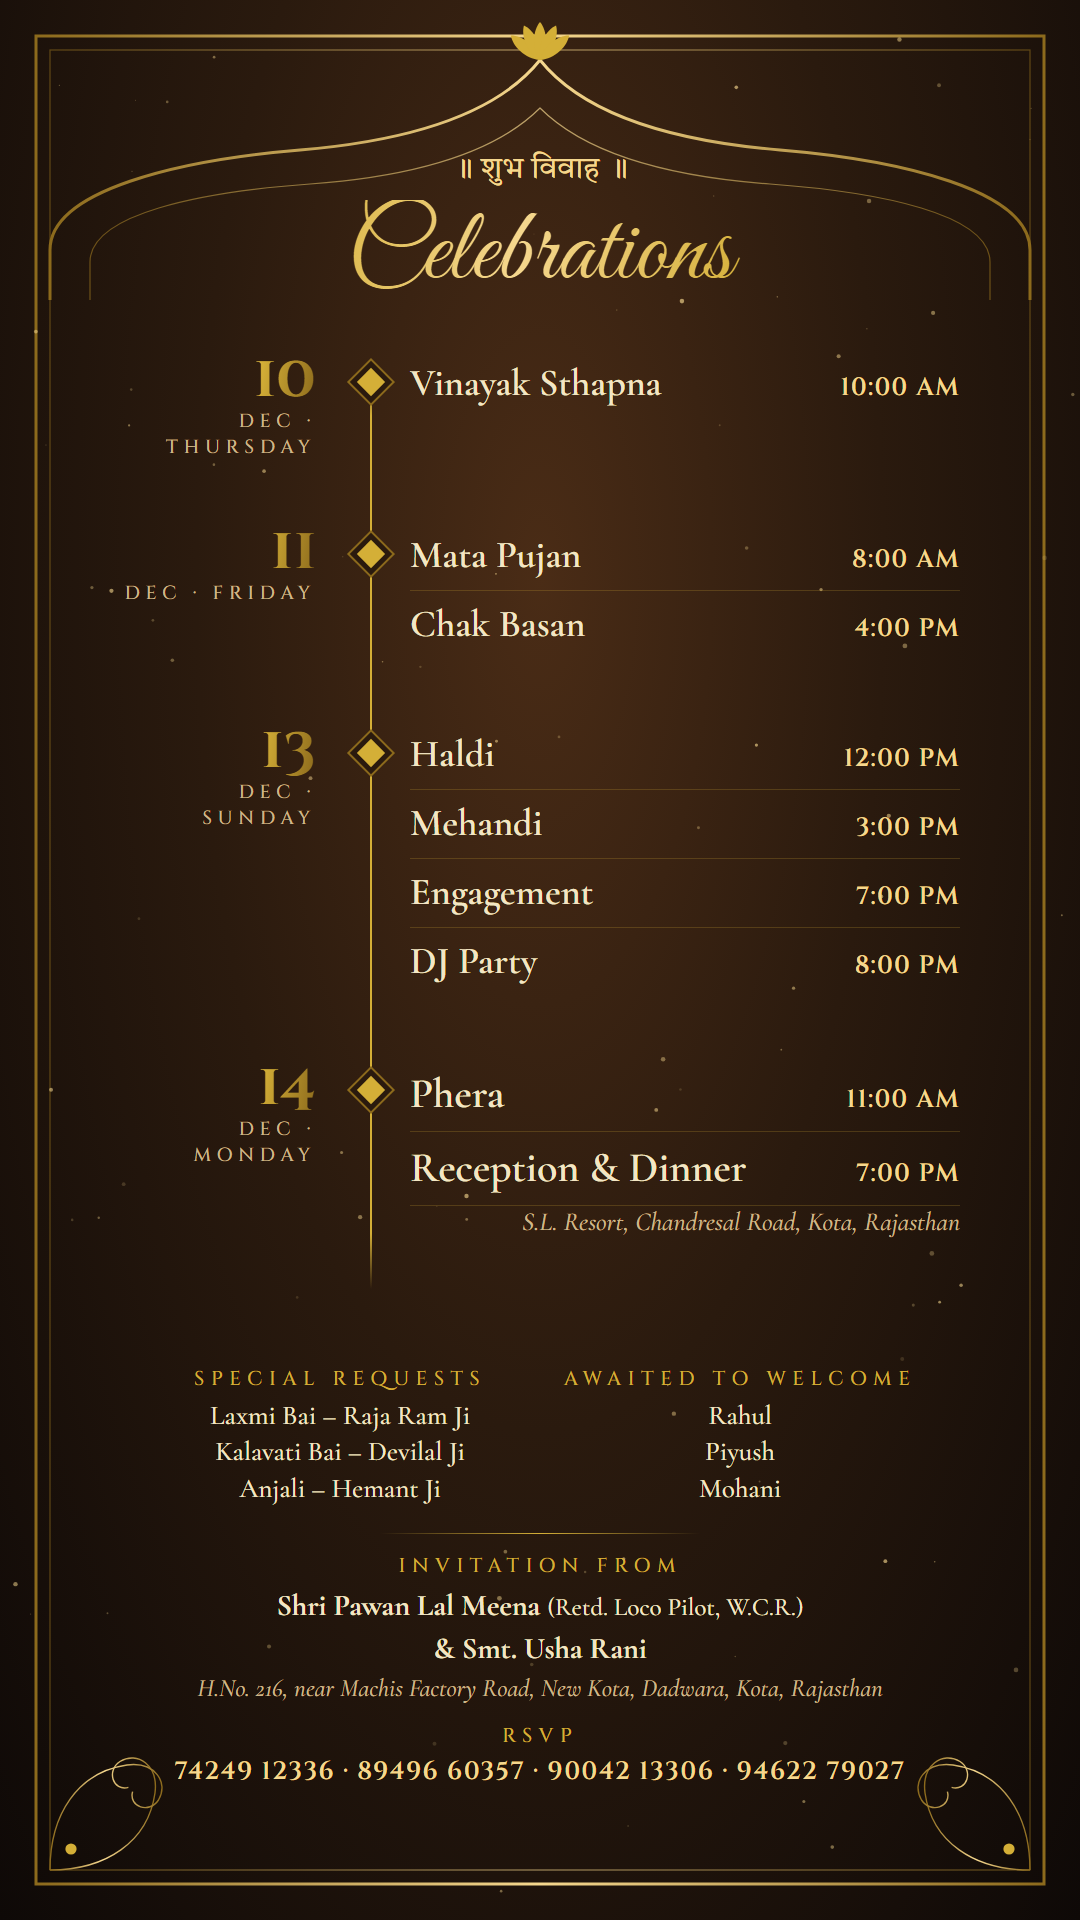 ॥ शुभ विवाह ॥
Celebrations
10
DEC ·
THURSDAY
Vinayak Sthapna 10:00 AM
11
DEC · FRIDAY
Mata Pujan 8:00 AM
Chak Basan 4:00 PM
13
DEC ·
SUNDAY
Haldi 12:00 PM
Mehandi 3:00 PM
Engagement 7:00 PM
DJ Party 8:00 PM
14
DEC ·
MONDAY
Phera 11:00 AM
Reception & Dinner 7:00 PM
S.L. Resort, Chandresal Road, Kota, Rajasthan
SPECIAL REQUESTS
Laxmi Bai – Raja Ram Ji
Kalavati Bai – Devilal Ji
Anjali – Hemant Ji
AWAITED TO WELCOME
Rahul
Piyush
Mohani
INVITATION FROM
Shri Pawan Lal Meena (Retd. Loco Pilot, W.C.R.)
& Smt. Usha Rani
H.No. 216, near Machis Factory Road, New Kota, Dadwara, Kota, Rajasthan
RSVP
74249 12336 · 89496 60357 · 90042 13306 · 94622 79027